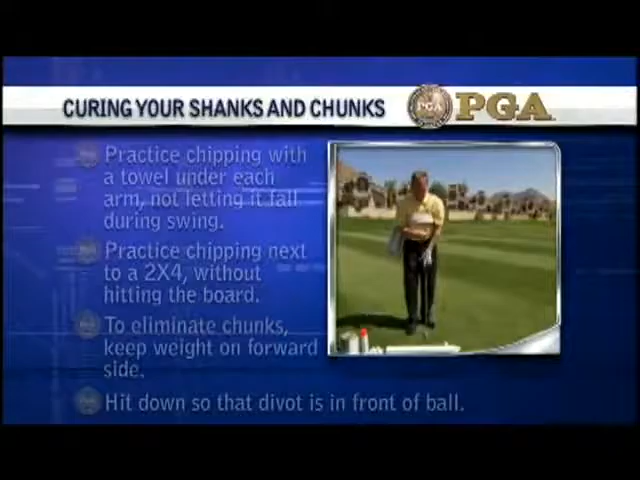 CURING YOUR SHANKS AND CHUNKS
PGA
PGA
Practice chipping with
a towel under each
arm, not letting it fall
during swing.
Practice chipping next
to a 2X4, without
hitting the board.
To eliminate chunks,
keep weight on forward
side.
Hit down so that divot is in front of ball.